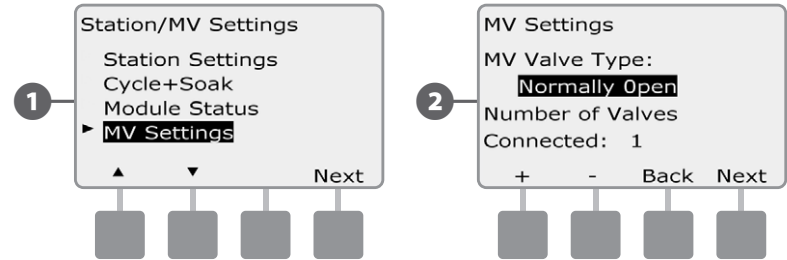 1
Station/MV Settings
Station Settings
Cycle+Soak
Module Status
► MV Settings
▲ ▼ Next
2
MV Settings
MV Valve Type:
Normally 0pen
Number of Valves
Connected: 1
+ - Back Next